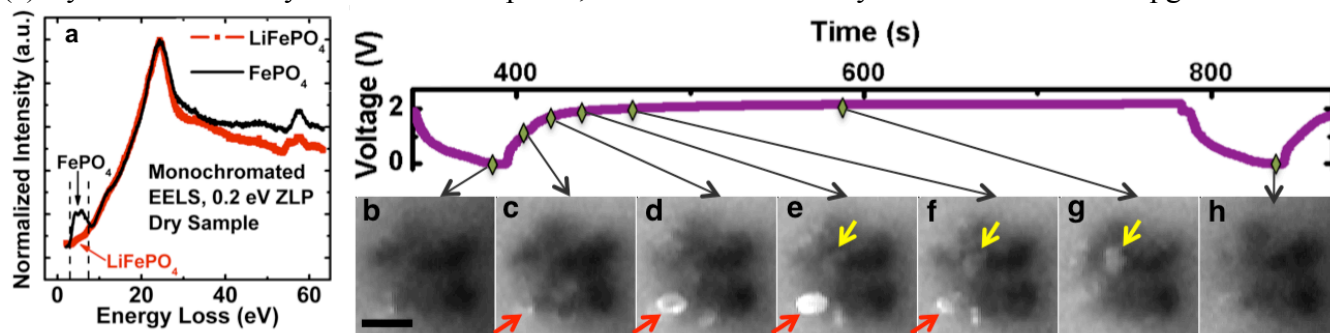 a
LiFePO4
FePO4
FePO4
Monochromated
EELS, 0.2 eV ZLP
Dry Sample
LiFePO4
Normalized Intensity (a.u.)
0 20 40 60
Energy Loss (eV)
Time (s)
400 600 800
Voltage (V)
2
0
b c d e f g h